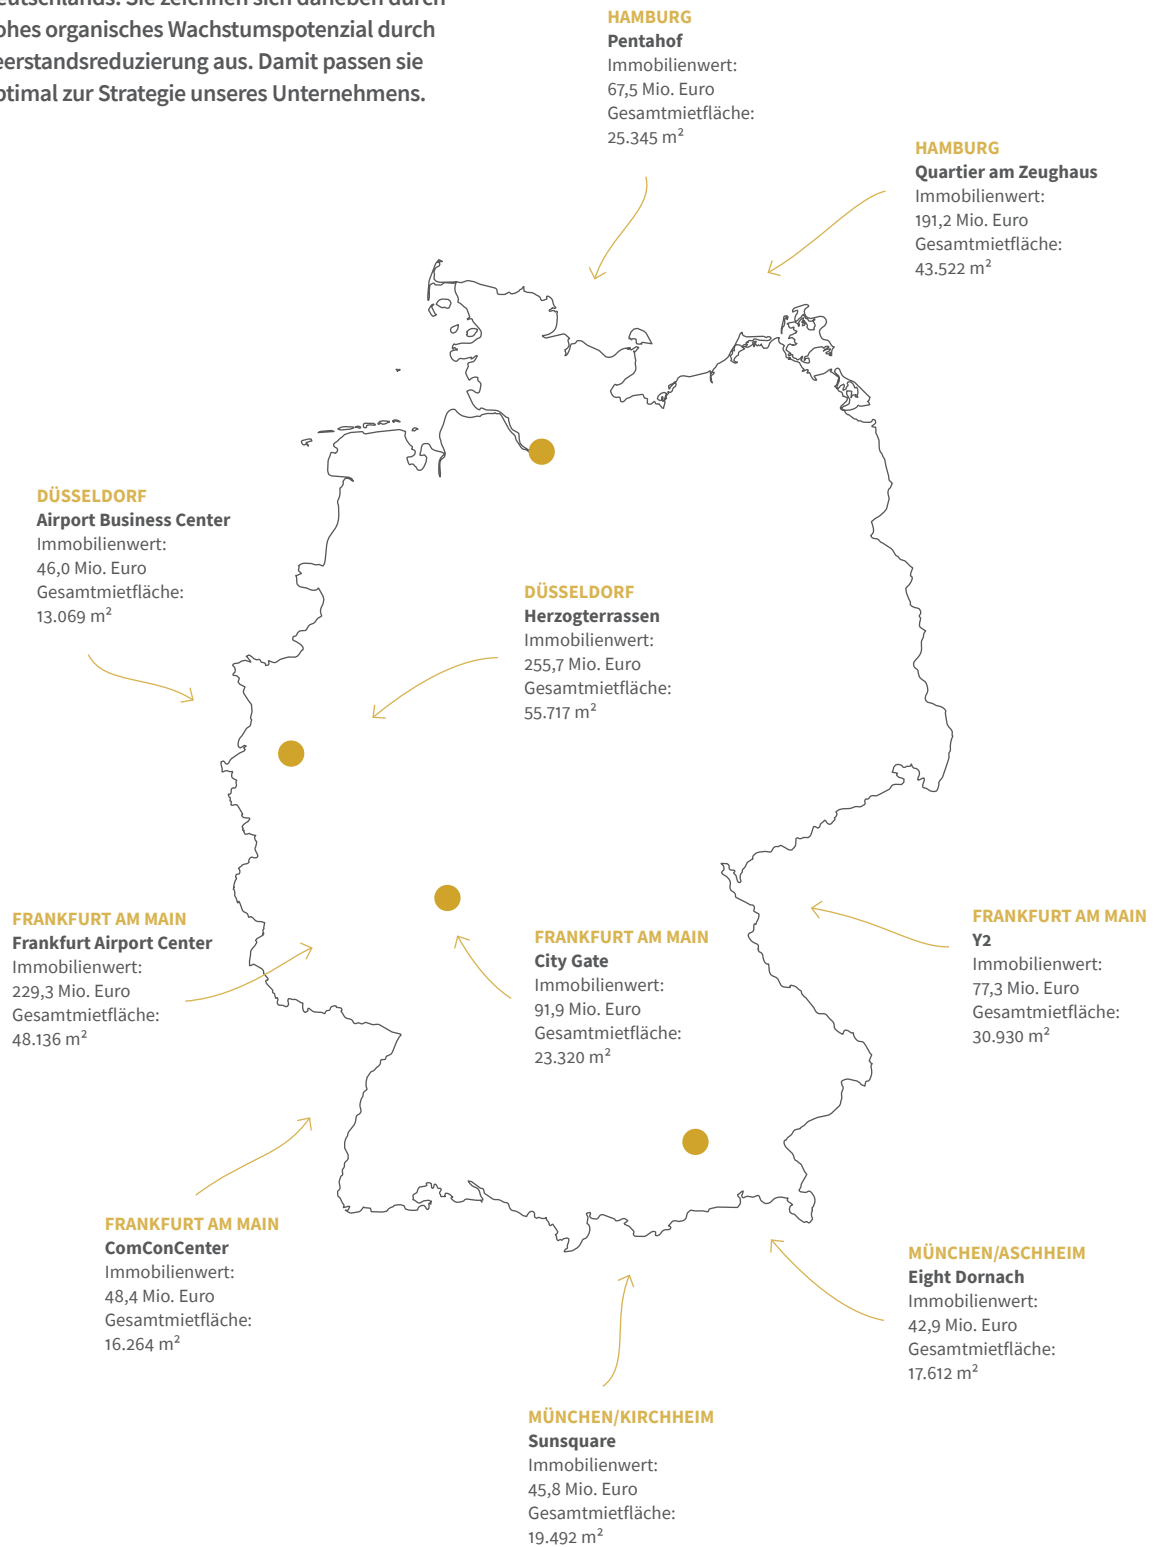 hohes organisches Wachstumspotenzial durch
Leerstandsreduzierung aus. Damit passen sie
optimal zur Strategie unseres Unternehmens.
HAMBURG
Pentahof
Immobilienwert:
67,5 Mio. Euro
Gesamtmietfläche:
25.345 m²
HAMBURG
Quartier am Zeughaus
Immobilienwert:
191,2 Mio. Euro
Gesamtmietfläche:
43.522 m²
DÜSSELDORF
Airport Business Center
Immobilienwert:
46,0 Mio. Euro
Gesamtmietfläche:
13.069 m²
DÜSSELDORF
Herzogterrassen
Immobilienwert:
255,7 Mio. Euro
Gesamtmietfläche:
55.717 m²
FRANKFURT AM MAIN
Frankfurt Airport Center
Immobilienwert:
229,3 Mio. Euro
Gesamtmietfläche:
48.136 m²
FRANKFURT AM MAIN
City Gate
Immobilienwert:
91,9 Mio. Euro
Gesamtmietfläche:
23.320 m²
FRANKFURT AM MAIN
Y2
Immobilienwert:
77,3 Mio. Euro
Gesamtmietfläche:
30.930 m²
FRANKFURT AM MAIN
ComConCenter
Immobilienwert:
48,4 Mio. Euro
Gesamtmietfläche:
16.264 m²
MÜNCHEN/ASCHHEIM
Eight Dornach
Immobilienwert:
42,9 Mio. Euro
Gesamtmietfläche:
17.612 m²
MÜNCHEN/KIRCHHEIM
Sunsquare
Immobilienwert:
45,8 Mio. Euro
Gesamtmietfläche:
19.492 m²